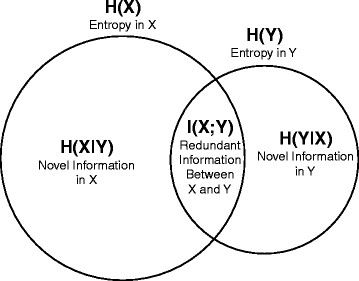 H(X)
Entropy in X
H(Y)
Entropy in Y
H(X|Y)
Novel Information
in X
I(X;Y)
Redundant
Information
Between
X and Y
H(Y|X)
Novel Information
in Y